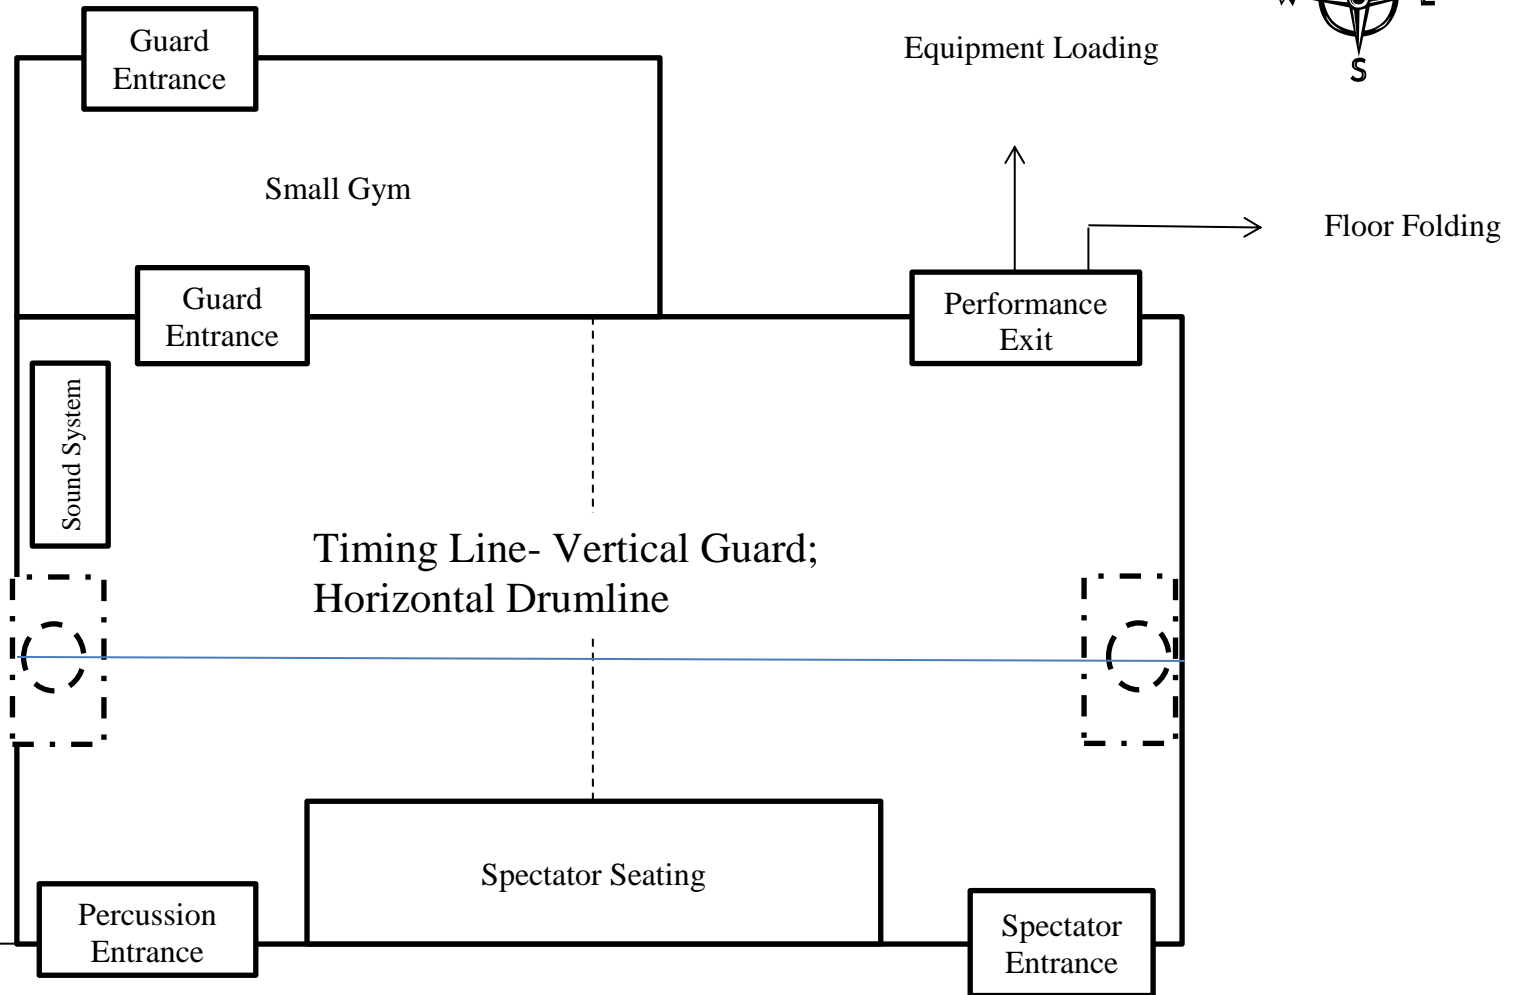 W
E
S
Guard
Entrance
Equipment Loading
Small Gym
Floor Folding
Guard
Entrance
Performance
Exit
Sound System
Timing Line- Vertical Guard;
Horizontal Drumline
Spectator Seating
Percussion
Entrance
Spectator
Entrance